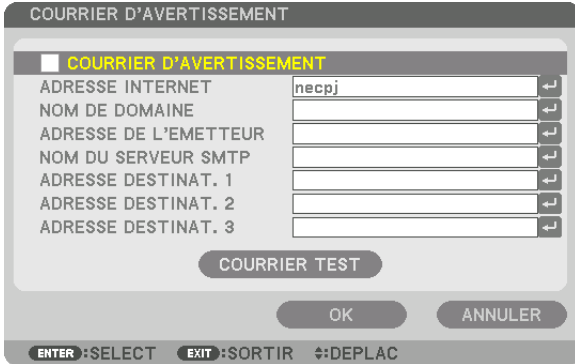 COURRIER D'AVERTISSEMENT
COURRIER D'AVERTISSEMENT
ADRESSE INTERNET necpj
NOM DE DOMAINE
ADRESSE DE L'EMETTEUR
NOM DU SERVEUR SMTP
ADRESSE DESTINAT. 1
ADRESSE DESTINAT. 2
ADRESSE DESTINAT. 3
COURRIER TEST
OK ANNULER
ENTER :SELECT EXIT :SORTIR :DEPLAC